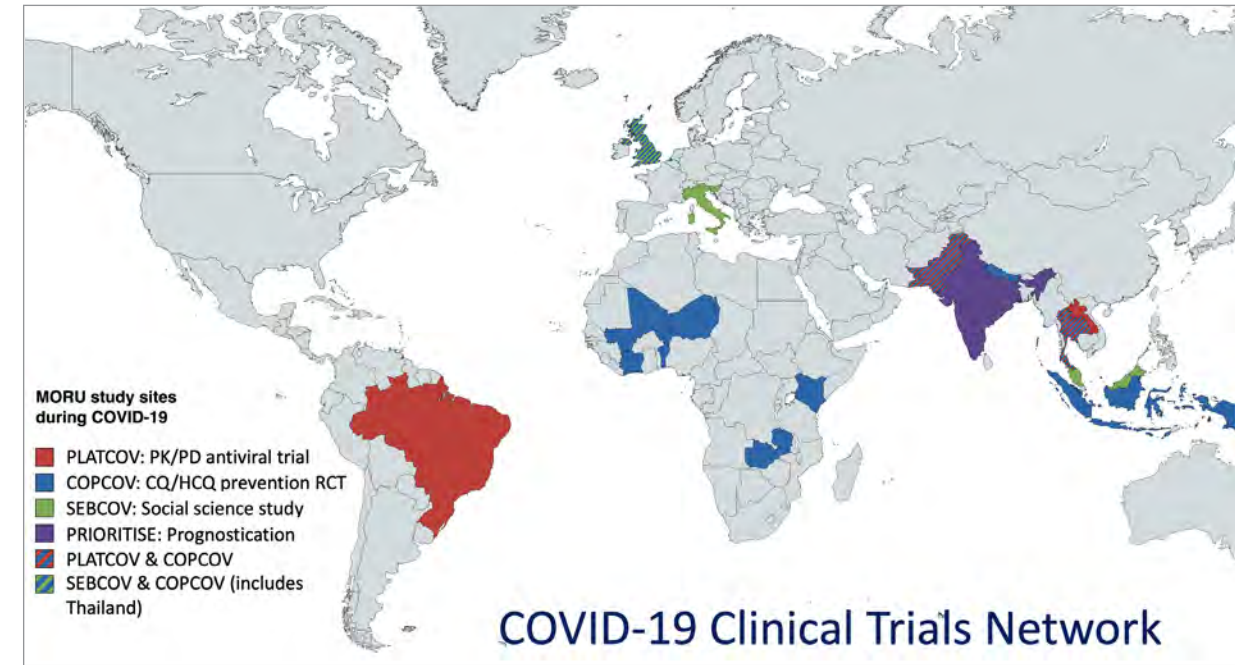 MORU study sites
during COVID-19
PLATCOV: PK/PD antiviral trial
COPCOV: CQ/HCQ prevention RCT
SEBCOV: Social science study
PRIORITISE: Prognostication
PLATCOV & COPCOV
SEBCOV & COPCOV (includes
Thailand)
COVID-19 Clinical Trials Network